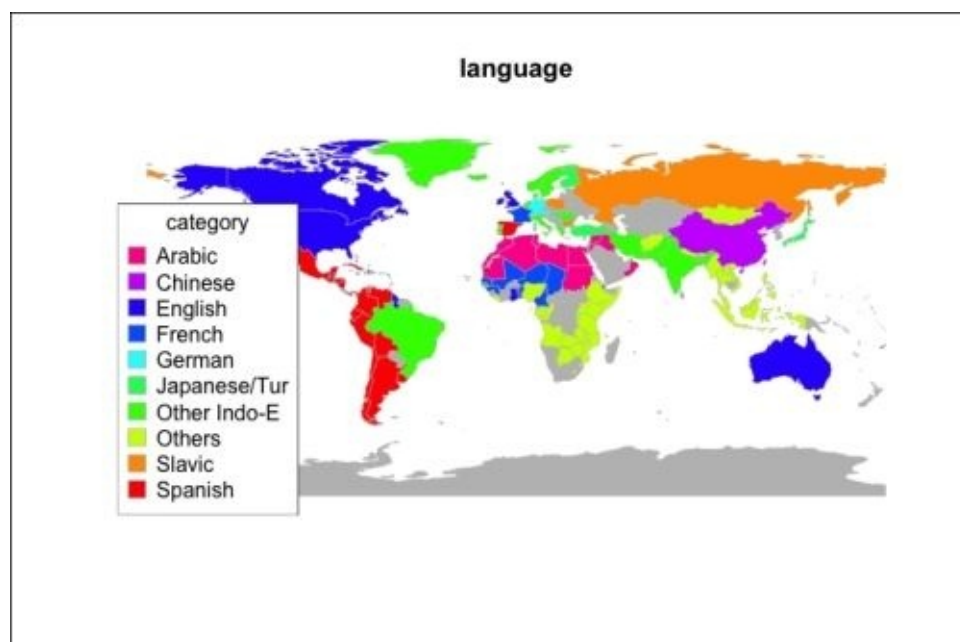 language
category
Arabic
Chinese
English
French
German
Japanese/Tur
Other Indo-E
Others
Slavic
Spanish